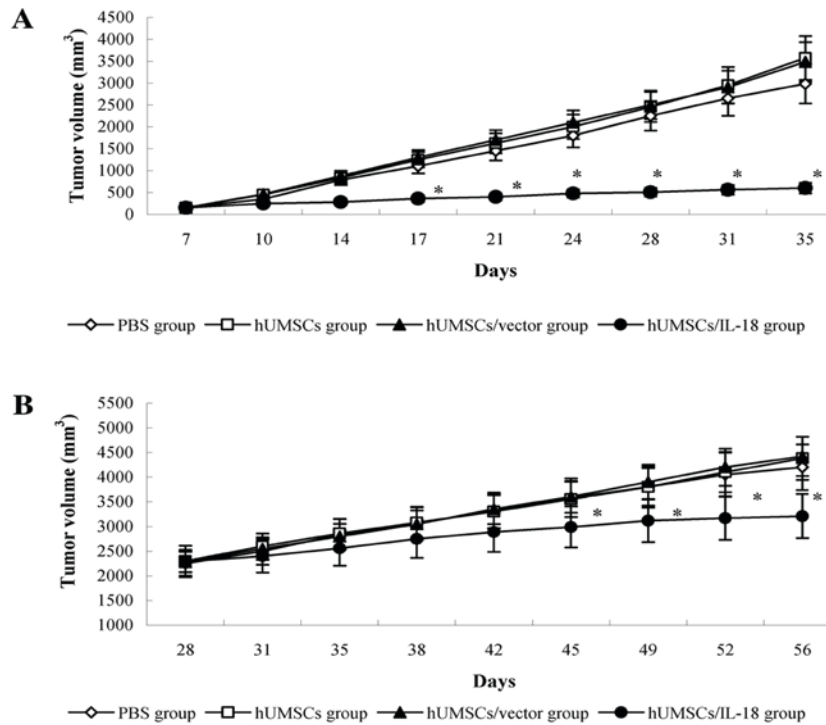 A
Tumor volume (mm³)
4500
4000
3500
3000
2500
2000
1500
1000
500
0
* * * * * * *
7 10 14 17 21 24 28 31 35
Days
PBS group hUMSCs group hUMSCs/vector group hUMSCs/IL-18 group
B
Tumor volume (mm³)
5500
5000
4500
4000
3500
3000
2500
2000
1500
1000
* * * *
28 31 35 38 42 45 49 52 56
Days
PBS group hUMSCs group hUMSCs/vector group hUMSCs/IL-18 group